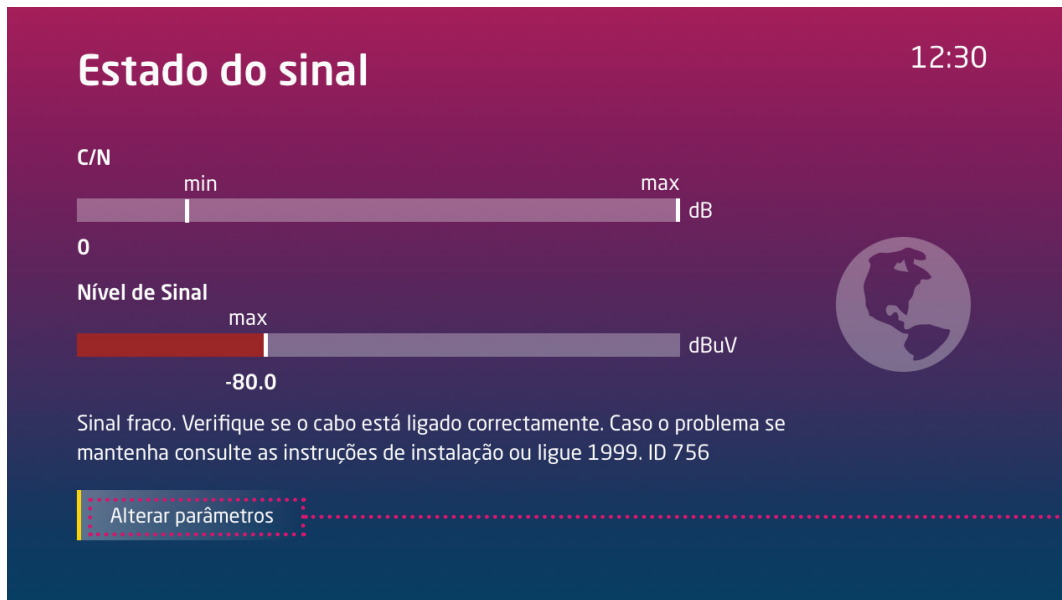 Estado do sinal
12:30
C/N
min
max
dB
0
Nível de Sinal
max
dBuV
-80.0
Sinal fraco. Verifique se o cabo está ligado correctamente. Caso o problema se
mantenha consulte as instruções de instalação ou ligue 1999. ID 756
Alterar parâmetros